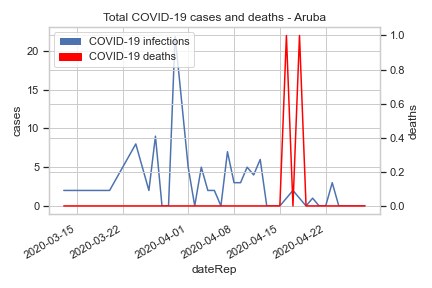 Total COVID-19 cases and deaths - Aruba
COVID-19 infections
COVID-19 deaths
cases
20
15
10
5
0
deaths
1.0
0.8
0.6
0.4
0.2
0.0
2020-03-15
2020-03-22
2020-04-01
2020-04-08
2020-04-15
2020-04-22
dateRep